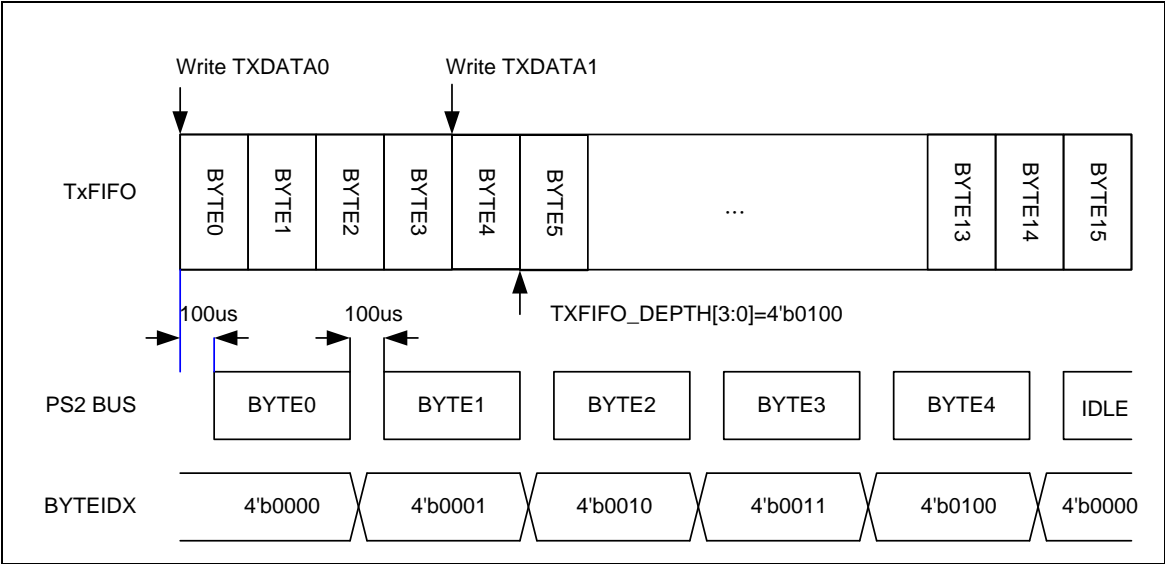 Write TXDATA0 Write TXDATA1
TxFIFO BYTE0 BYTE1 BYTE2 BYTE3 BYTE4 BYTE5 ... BYTE13 BYTE14 BYTE15
100us 100us TXFIFO_DEPTH[3:0]=4'b0100
PS2 BUS BYTE0 BYTE1 BYTE2 BYTE3 BYTE4 IDLE
BYTEIDX 4'b0000 4'b0001 4'b0010 4'b0011 4'b0100 4'b0000